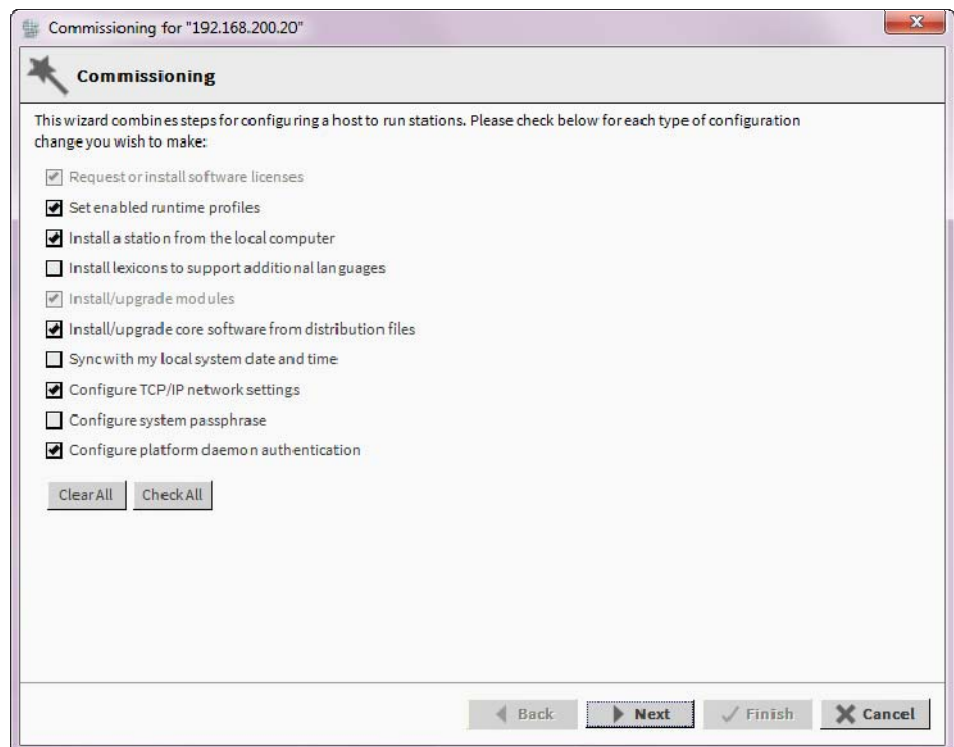 Commissioning for "192.168.200.20"
Commissioning
This wizard combines steps for configuring a host to run stations. Please check below for each type of configuration
change you wish to make:
Request or install software licenses
Set enabled runtime profiles
Install a station from the local computer
Install lexicons to support additional languages
Install/upgrade modules
Install/upgrade core software from distribution files
Sync with my local system date and time
Configure TCP/IP network settings
Configure system passphrase
Configure platform daemon authentication
Clear All Check All
Back Next Finish Cancel